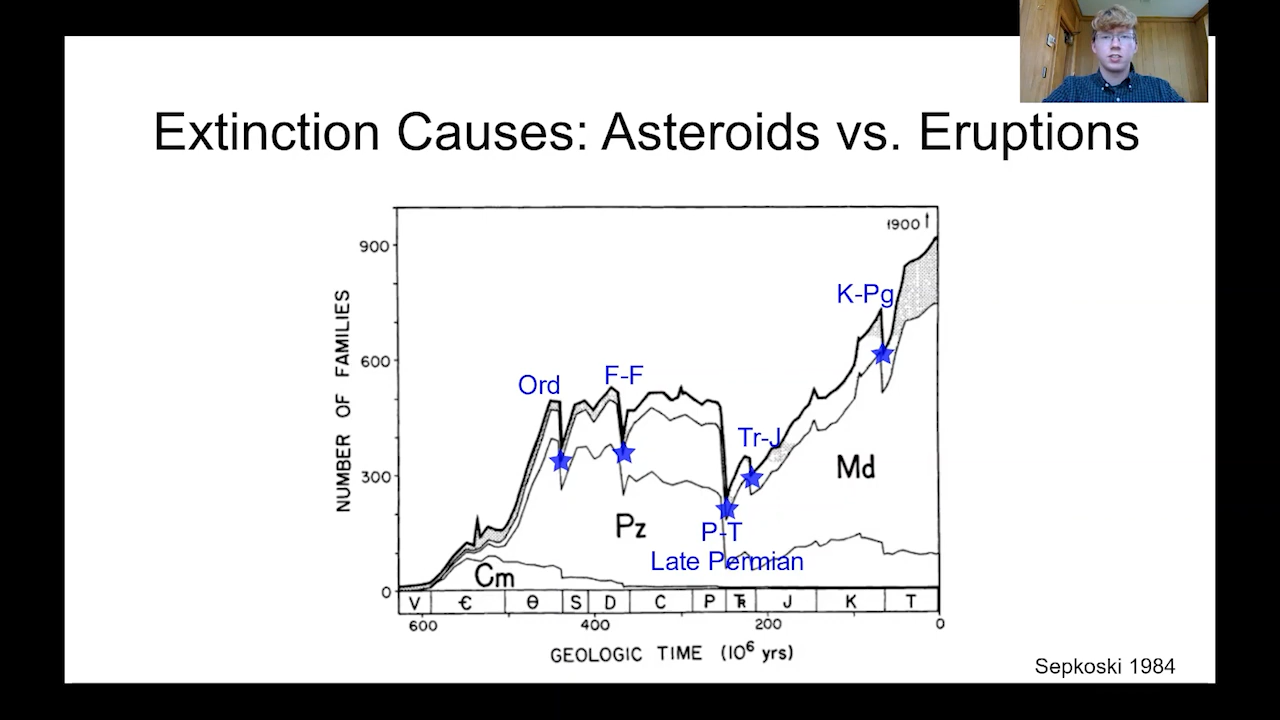 Extinction Causes: Asteroids vs. Eruptions
1900
900
K-Pg
NUMBER OF FAMILIES
600
Ord
F-F
Tr-J
Md
300
Pz
P-T
Late Permian
Cm
0
V Є Ɵ S D C P Ƭʀ J K T
600 400 200 0
GEOLOGIC TIME (10⁶ yrs)
Sepkoski 1984